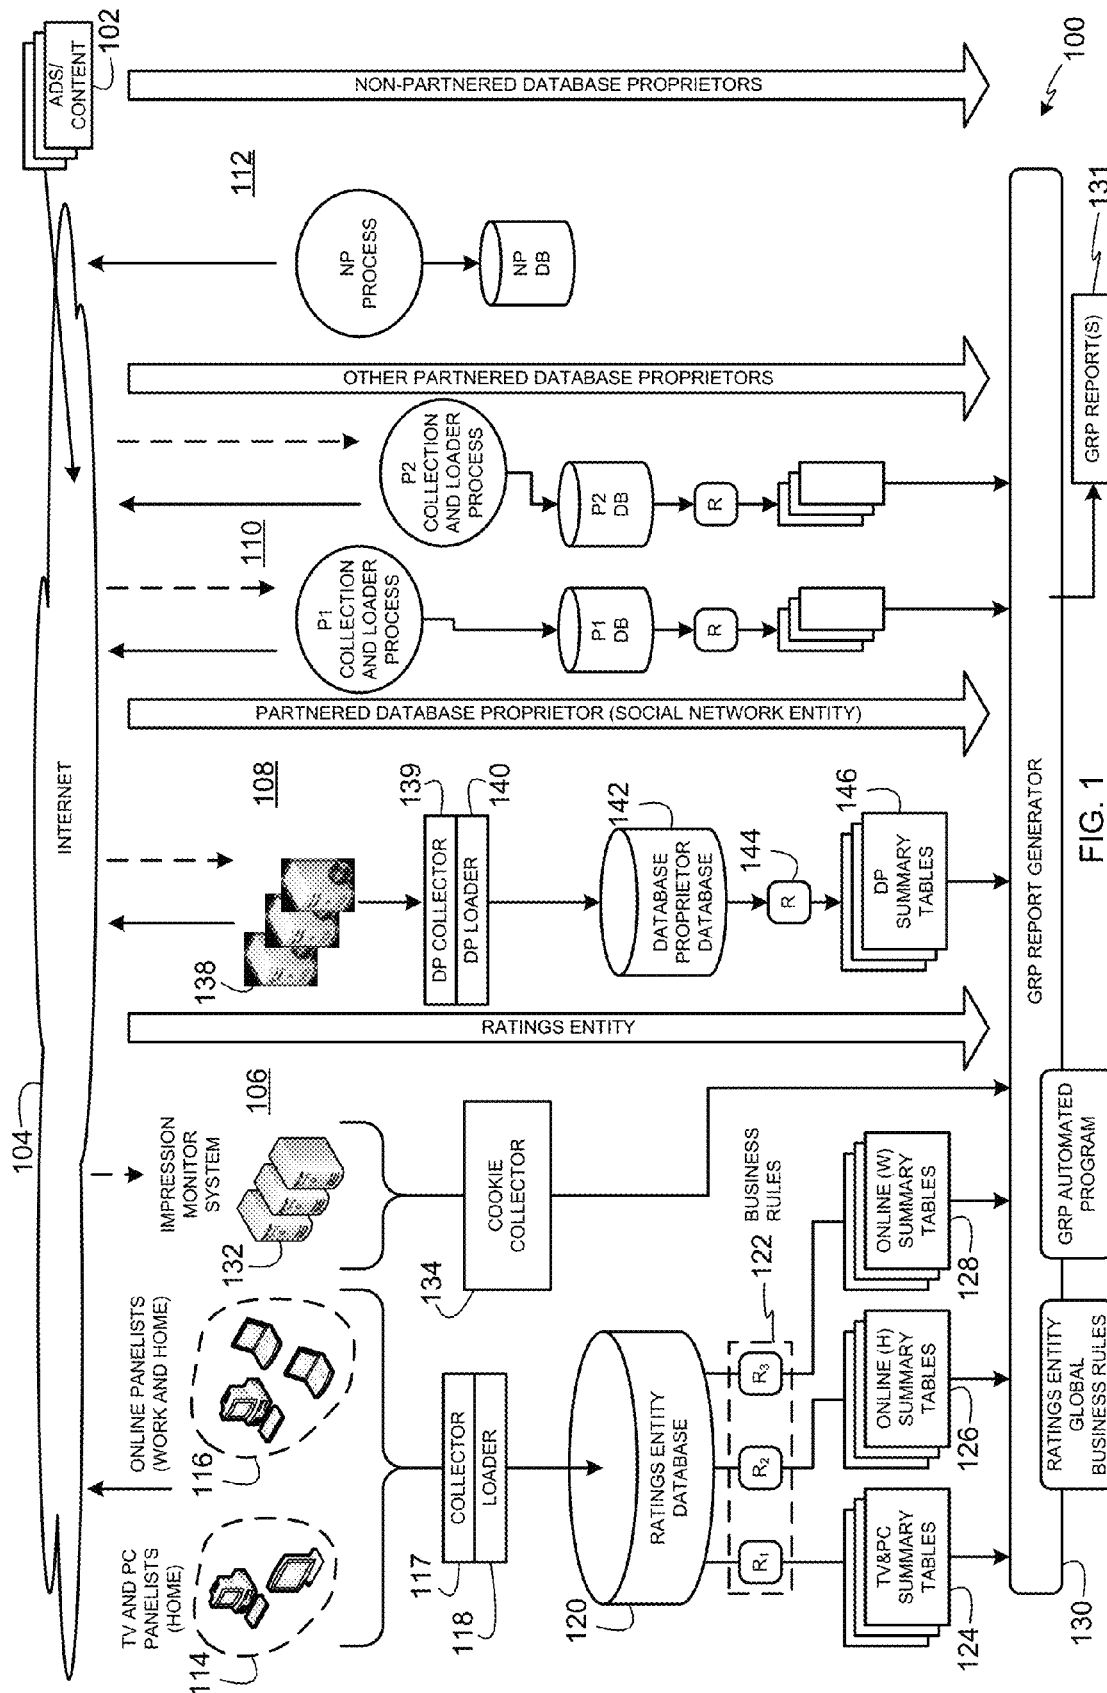 ADS/
CONTENT
102
INTERNET
104
TV AND PC
PANELISTS
(HOME)
114
ONLINE PANELISTS
(WORK AND HOME)
116
IMPRESSION
MONITOR
SYSTEM
106
132
117
COLLECTOR
LOADER
118
COOKIE
COLLECTOR
134
RATINGS ENTITY
DATABASE
120
R1
R2
R3
122
BUSINESS
RULES
TV&PC
SUMMARY
TABLES
124
ONLINE (H)
SUMMARY
TABLES
126
ONLINE (W)
SUMMARY
TABLES
128
RATINGS ENTITY
108
138
DP COLLECTOR
139
DP LOADER
140
DATABASE
PROPRIETOR
DATABASE
142
R
144
DP
SUMMARY
TABLES
146
PARTNERED DATABASE PROPRIETOR (SOCIAL NETWORK ENTITY)
110
P1
COLLECTION
AND LOADER
PROCESS
P1
DB
R
P2
COLLECTION
AND LOADER
PROCESS
P2
DB
R
OTHER PARTNERED DATABASE PROPRIETORS
112
NP
PROCESS
NP
DB
NON-PARTNERED DATABASE PROPRIETORS
100
GRP REPORT GENERATOR
130
RATINGS ENTITY
GLOBAL
BUSINESS RULES
GRP AUTOMATED
PROGRAM
GRP REPORT(S)
131
FIG. 1